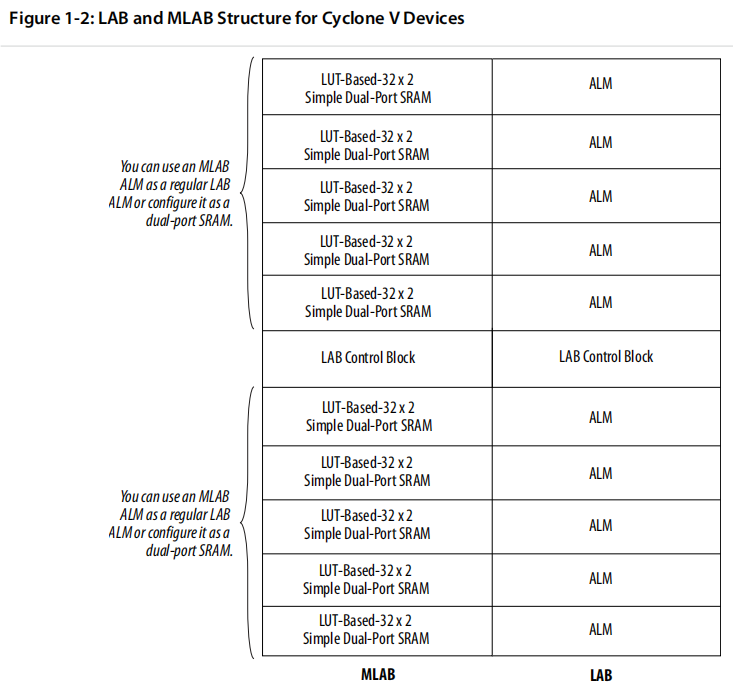 Figure 1-2: LAB and MLAB Structure for Cyclone V Devices
You can use an MLAB
ALM as a regular LAB
ALM or configure it as a
dual-port SRAM.
LUT-Based-32 x 2
Simple Dual-Port SRAM
ALM
LUT-Based-32 x 2
Simple Dual-Port SRAM
ALM
LUT-Based-32 x 2
Simple Dual-Port SRAM
ALM
LUT-Based-32 x 2
Simple Dual-Port SRAM
ALM
LUT-Based-32 x 2
Simple Dual-Port SRAM
ALM
LAB Control Block
LAB Control Block
You can use an MLAB
ALM as a regular LAB
ALM or configure it as a
dual-port SRAM.
LUT-Based-32 x 2
Simple Dual-Port SRAM
ALM
LUT-Based-32 x 2
Simple Dual-Port SRAM
ALM
LUT-Based-32 x 2
Simple Dual-Port SRAM
ALM
LUT-Based-32 x 2
Simple Dual-Port SRAM
ALM
LUT-Based-32 x 2
Simple Dual-Port SRAM
ALM
MLAB
LAB